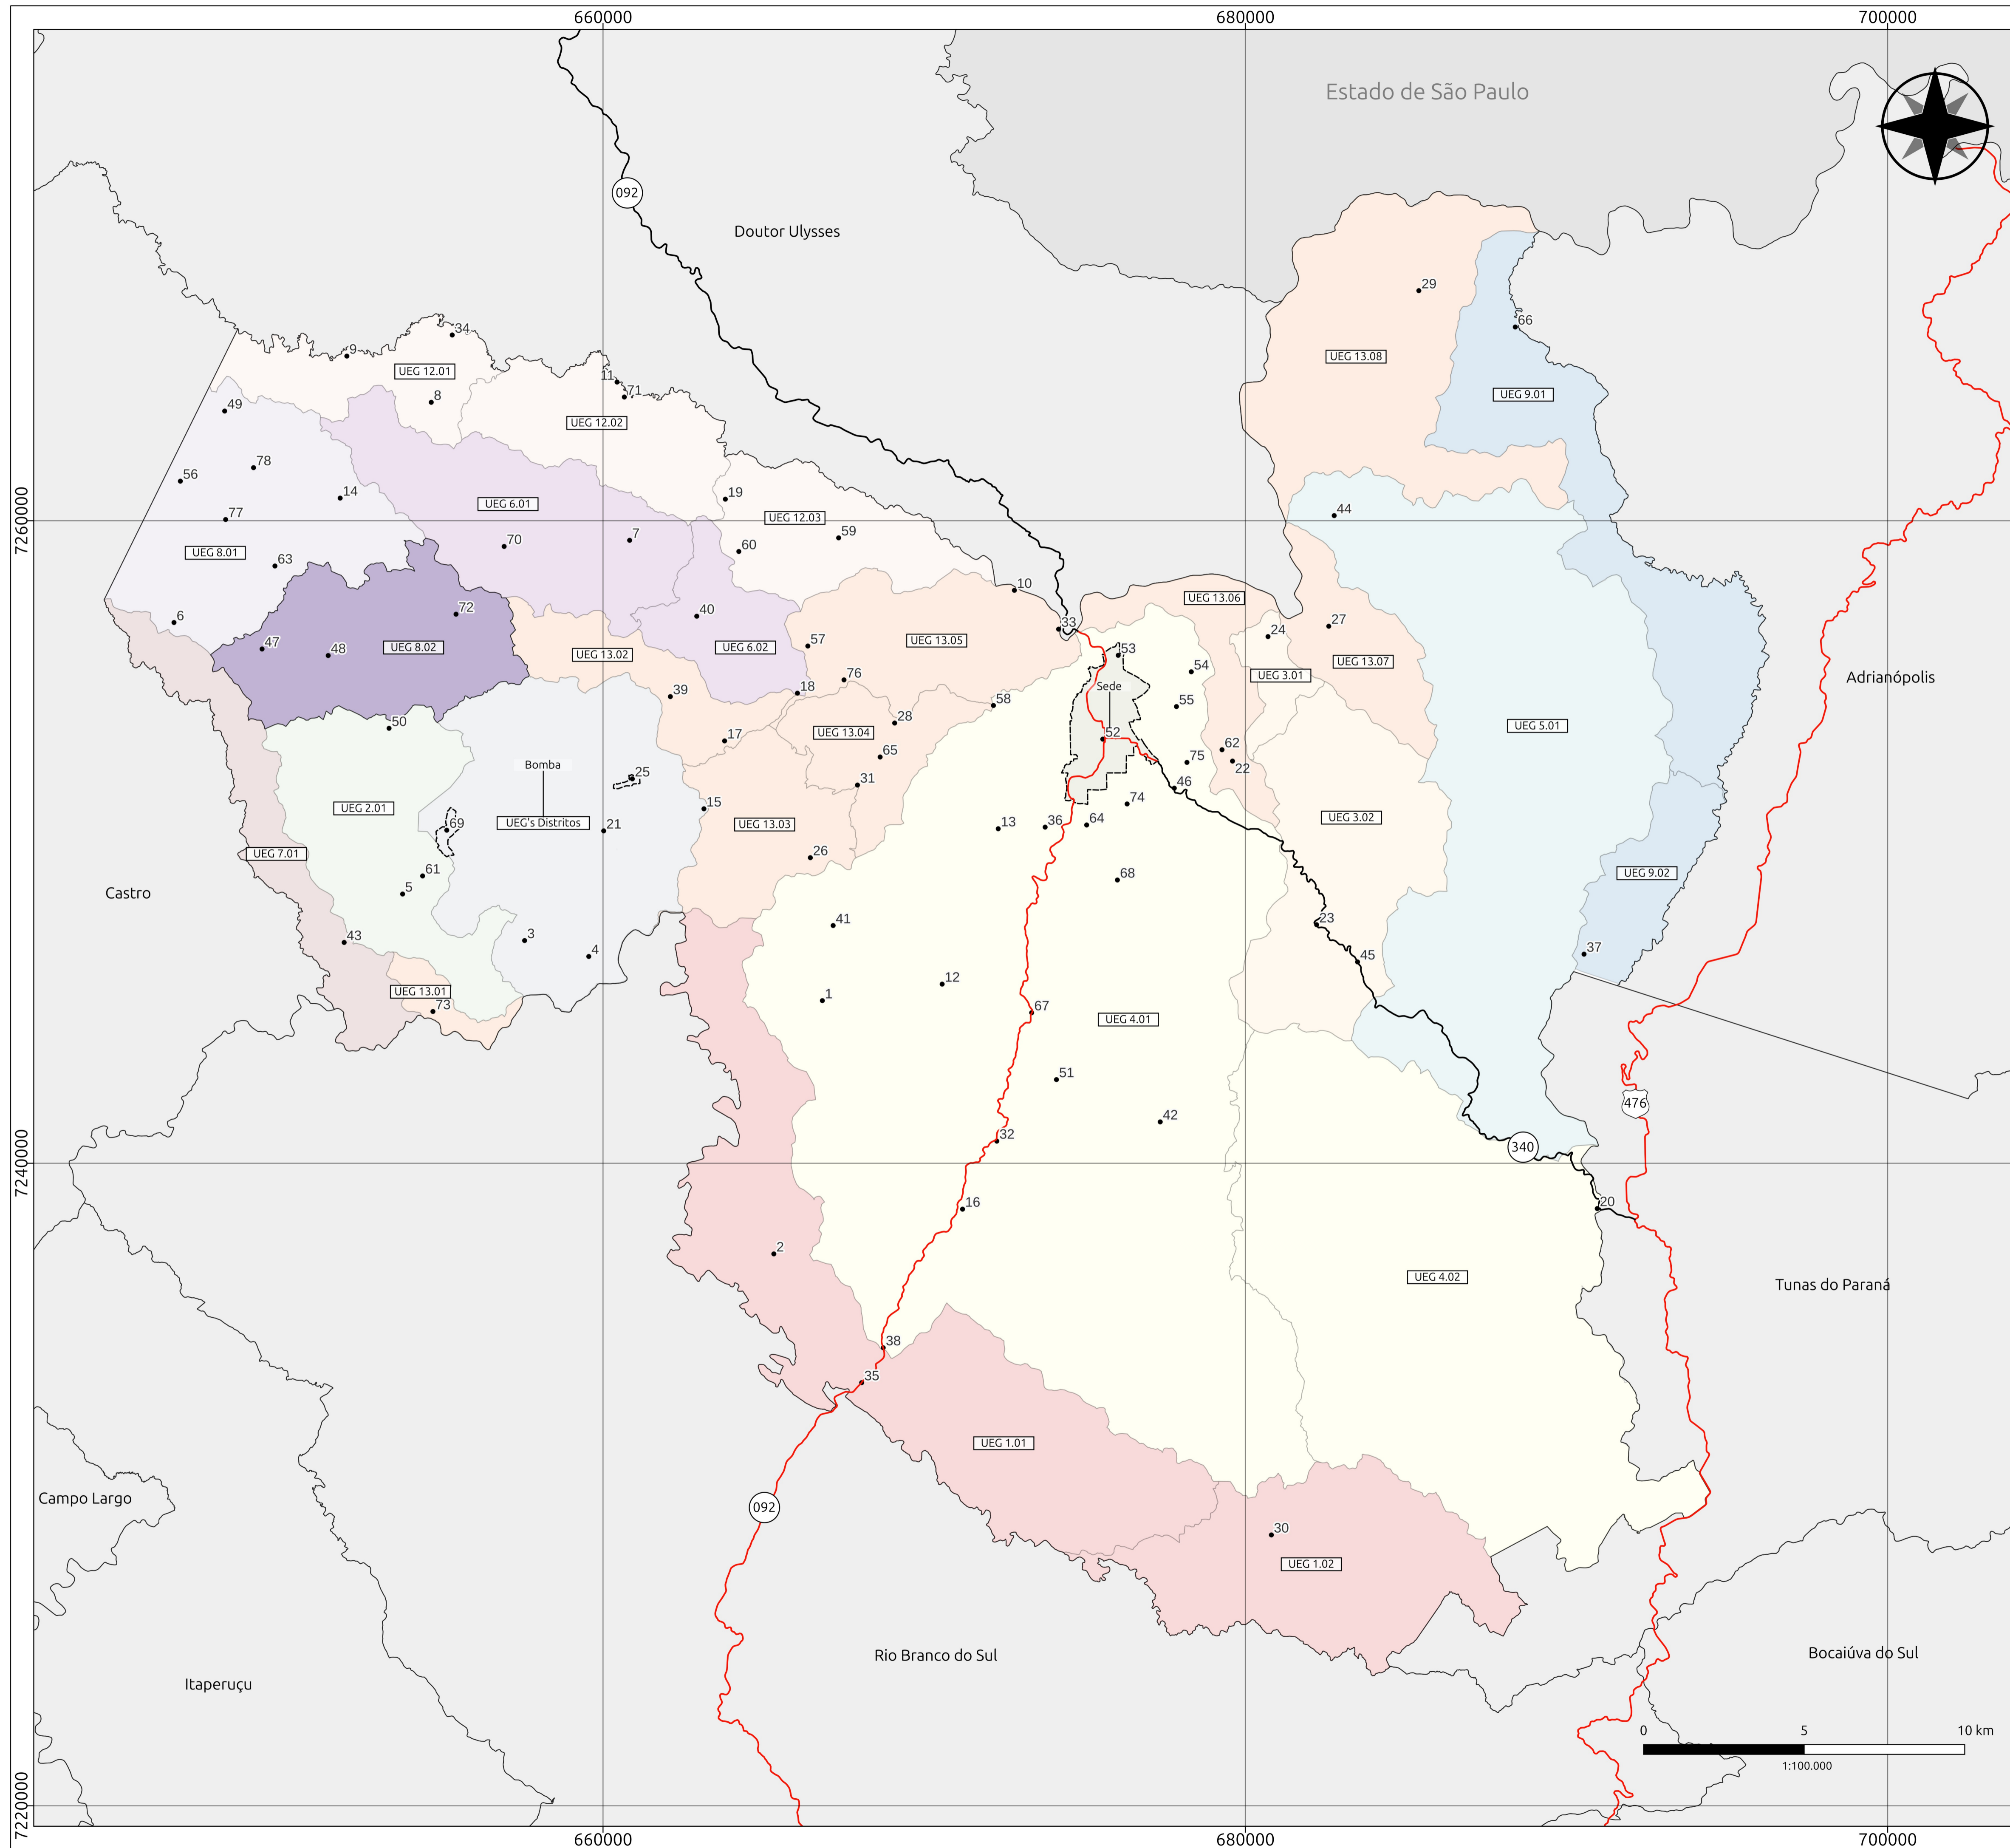 660000
680000
700000
Estado de São Paulo
092
Doutor Ulysses
29
66
34
9
UEG 13.08
UEG 12.01
11
71
8
UEG 9.01
49
UEG 12.02
78
56
14
19
UEG 6.01
44
7260000
77
UEG 12.03
7
59
70
60
UEG 8.01
63
10
UEG 13.06
72
40
6
33
27
24
57
UEG 13.05
47
48
UEG 8.02
UEG 13.02
UEG 6.02
53
UEG 13.07
54
UEG 3.01
Adrianópolis
76
Sede
39
18
58
55
50
28
UEG 5.01
17
UEG 13.04
52
62
65
75
22
Bomba
25
31
46
15
74
UEG 2.01
UEG 3.02
69
UEG's Distritos
21
UEG 13.03
13
36
64
UEG 7.01
26
61
68
UEG 9.02
5
Castro
41
23
43
3
4
45
37
12
UEG 13.01
1
73
67
UEG 4.01
51
476
42
32
340
7240000
16
20
2
UEG 4.02
Tunas do Paraná
38
35
UEG 1.01
Campo Largo
092
30
UEG 1.02
Rio Branco do Sul
Bocaiúva do Sul
Itaperuçu
0
5
10 km
1:100.000
7220000
660000
680000
700000